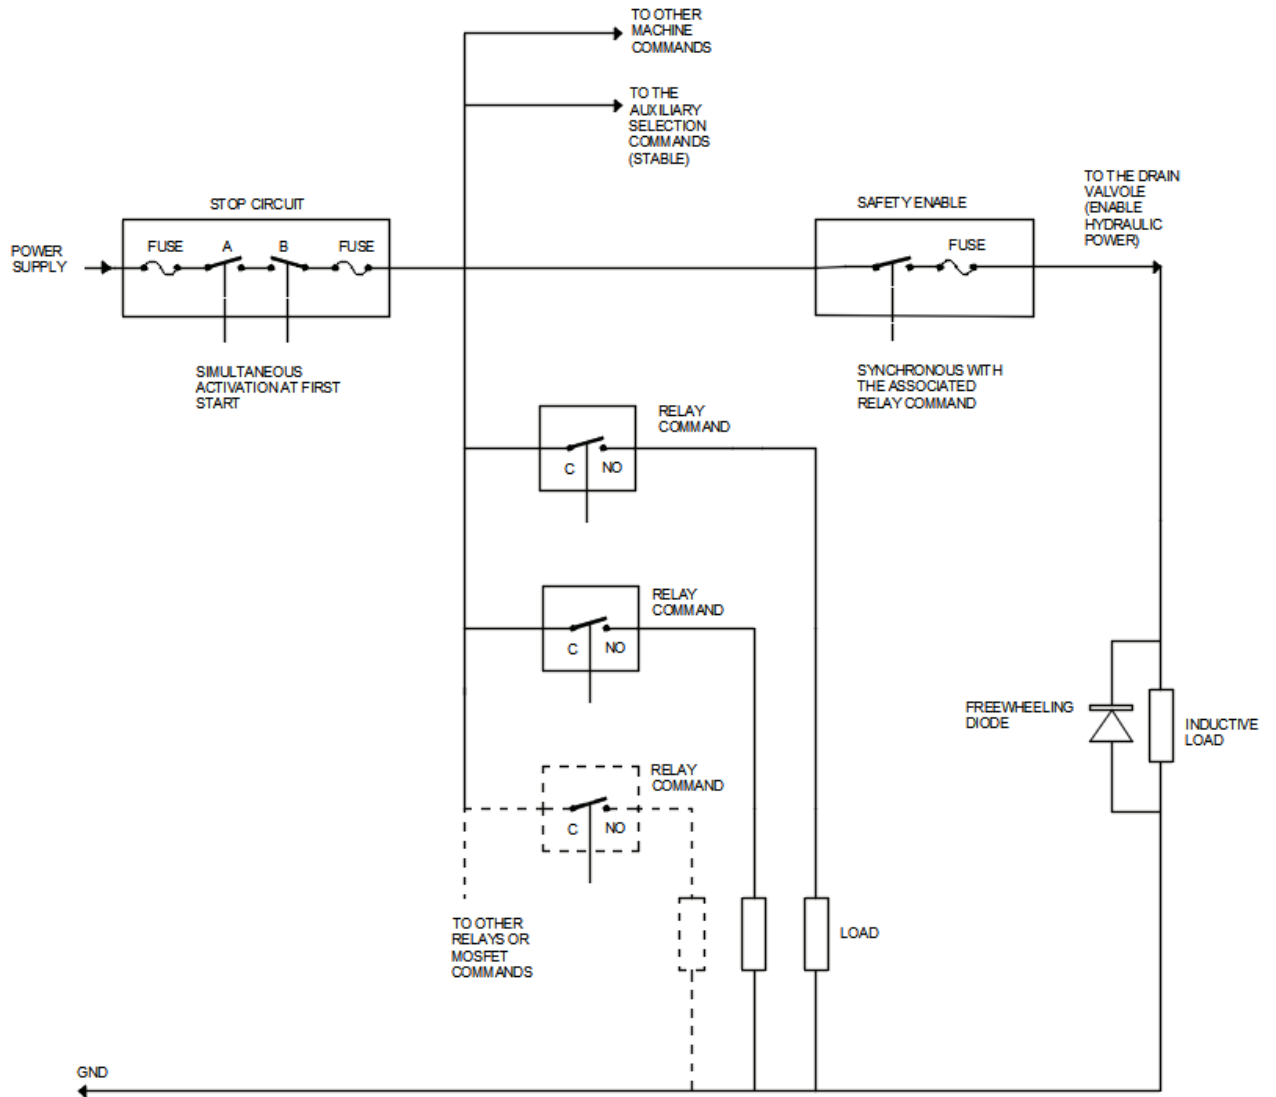 TO OTHER
MACHINE
COMMANDS
TO THE
AUXILIARY
SELECTION
COMMANDS
(STABLE)
TO THE DRAIN
VALVOLE
(ENABLE
HYDRAULIC
POWER)
STOP CIRCUIT
SAFETY ENABLE
POWER
SUPPLY
FUSE
A
B
FUSE
FUSE
SIMULTANEOUS
ACTIVATION AT FIRST
START
SYNCHRONOUS WITH
THE ASSOCIATED
RELAY COMMAND
RELAY
COMMAND
C
NO
RELAY
COMMAND
C
NO
FREEWHEELING
DIODE
INDUCTIVE
LOAD
RELAY
COMMAND
C
NO
TO OTHER
RELAYS OR
MOSFET
COMMANDS
LOAD
GND